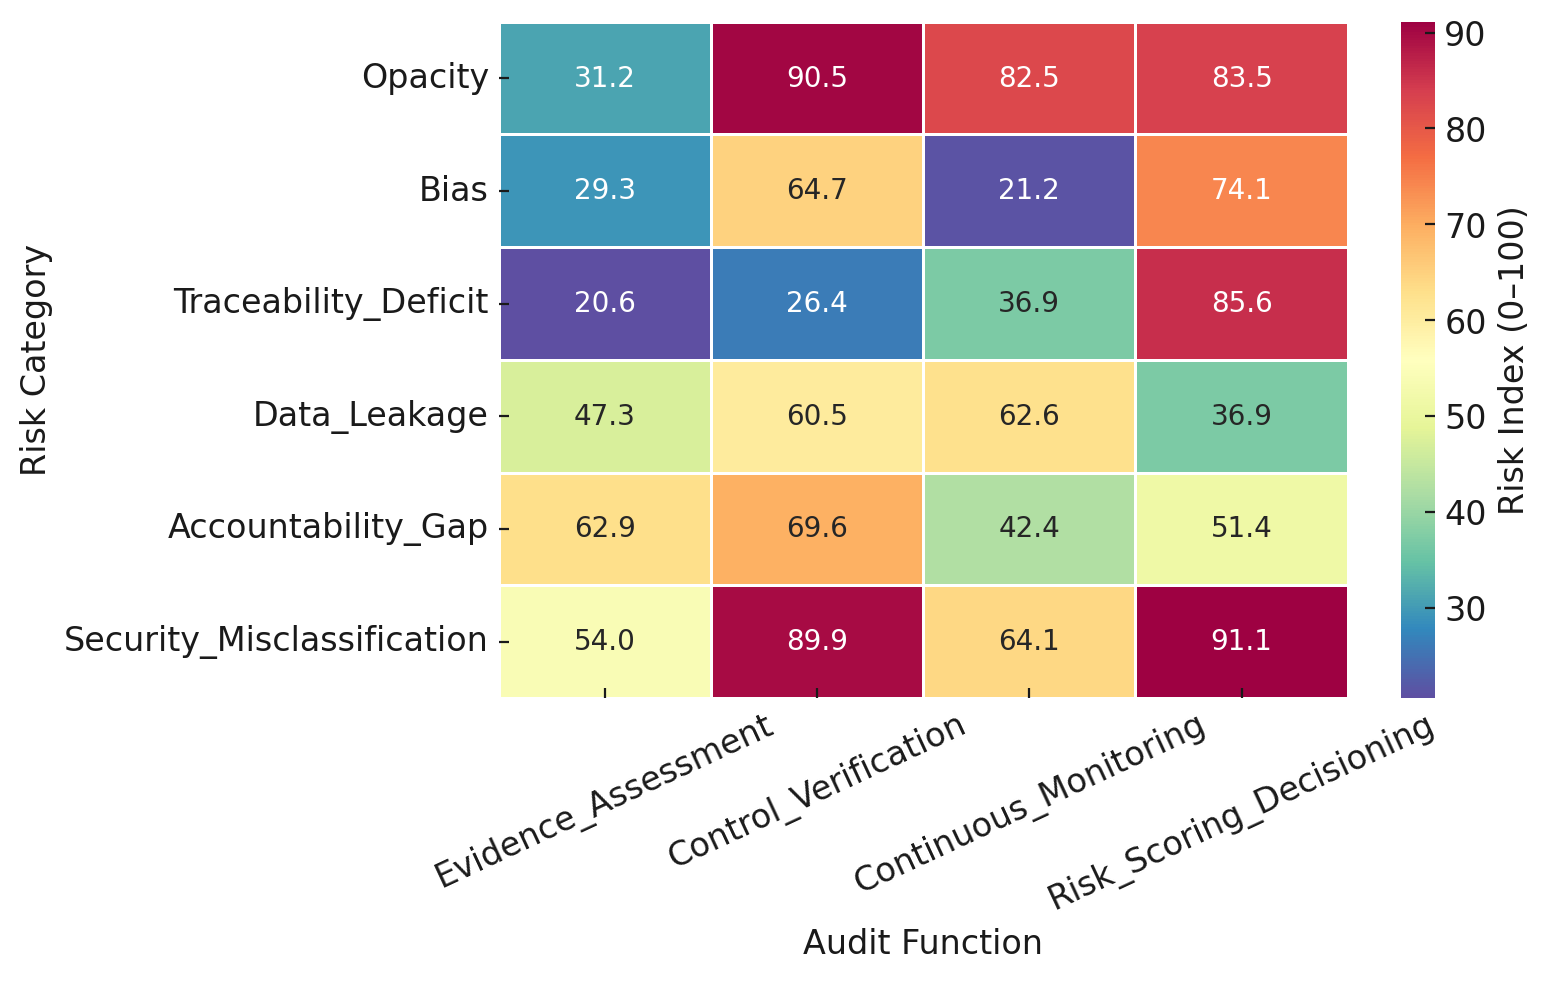 Opacity 31.2 90.5 82.5 83.5
Bias 29.3 64.7 21.2 74.1
Traceability_Deficit 20.6 26.4 36.9 85.6
Data_Leakage 47.3 60.5 62.6 36.9
Accountability_Gap 62.9 69.6 42.4 51.4
Security_Misclassification 54.0 89.9 64.1 91.1
Risk Category
Evidence_Assessment
Control_Verification
Continuous_Monitoring
Risk_Scoring_Decisioning
Audit Function
90
80
70
60
50
40
30
Risk Index (0–100)